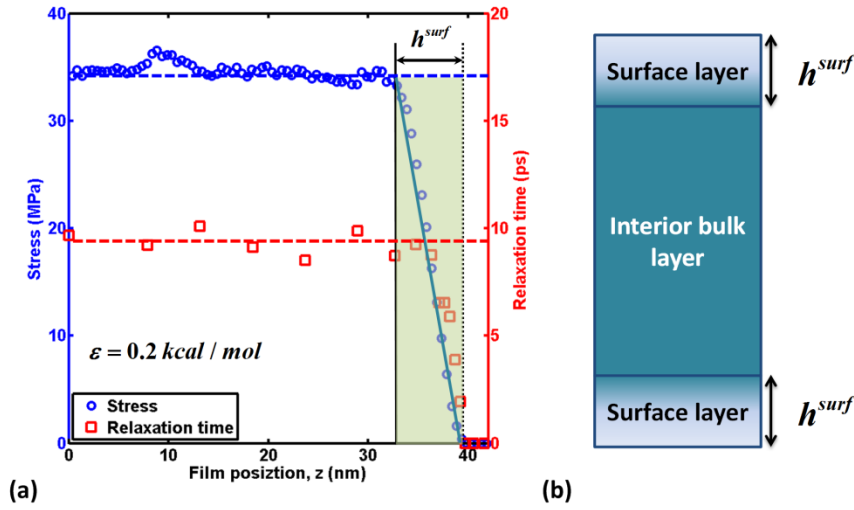 40
30
20
10
0
Stress (MPa)
h^surf
20
15
10
5
0
Relaxation time (ps)
ε = 0.2 kcal / mol
Stress
Relaxation time
0 10 20 30 40
Film posiztion, z (nm)
(a)
Surface layer
h^surf
Interior bulk
layer
Surface layer
h^surf
(b)